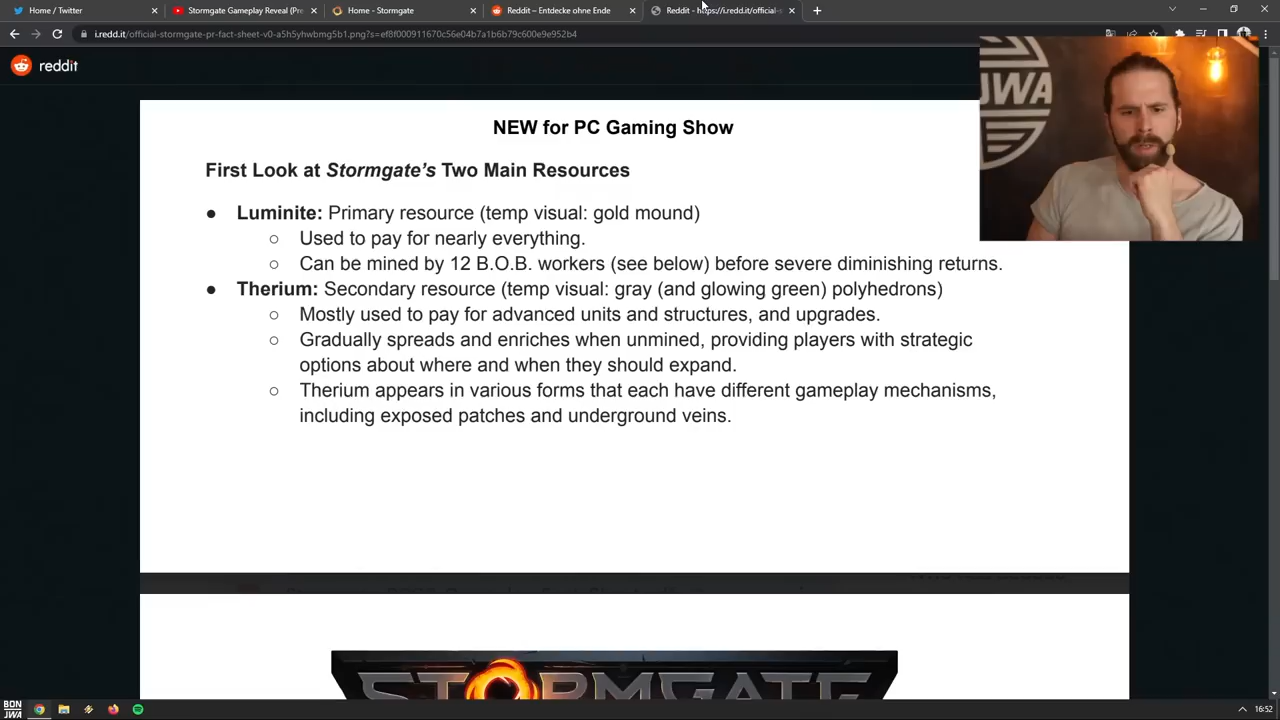 Home / Twitter
Stormgate Gameplay Reveal (Pre
Home - Stormgate
Reddit – Entdecke ohne Ende
Reddit - https://i.redd.it/official-s
i.redd.it/official-stormgate-pr-fact-sheet-v0-a5h5yhwbmg5b1.png?s=ef8f000911670c56e04b7a1b6b79c600e9e952b4
reddit
JWA
NEW for PC Gaming Show
First Look at Stormgate's Two Main Resources
● Luminite: Primary resource (temp visual: gold mound)
○ Used to pay for nearly everything.
○ Can be mined by 12 B.O.B. workers (see below) before severe diminishing returns.
● Therium: Secondary resource (temp visual: gray (and glowing green) polyhedrons)
○ Mostly used to pay for advanced units and structures, and upgrades.
○ Gradually spreads and enriches when unmined, providing players with strategic
options about where and when they should expand.
○ Therium appears in various forms that each have different gameplay mechanisms,
including exposed patches and underground veins.
STORMGATE
BON
JWA
16:52